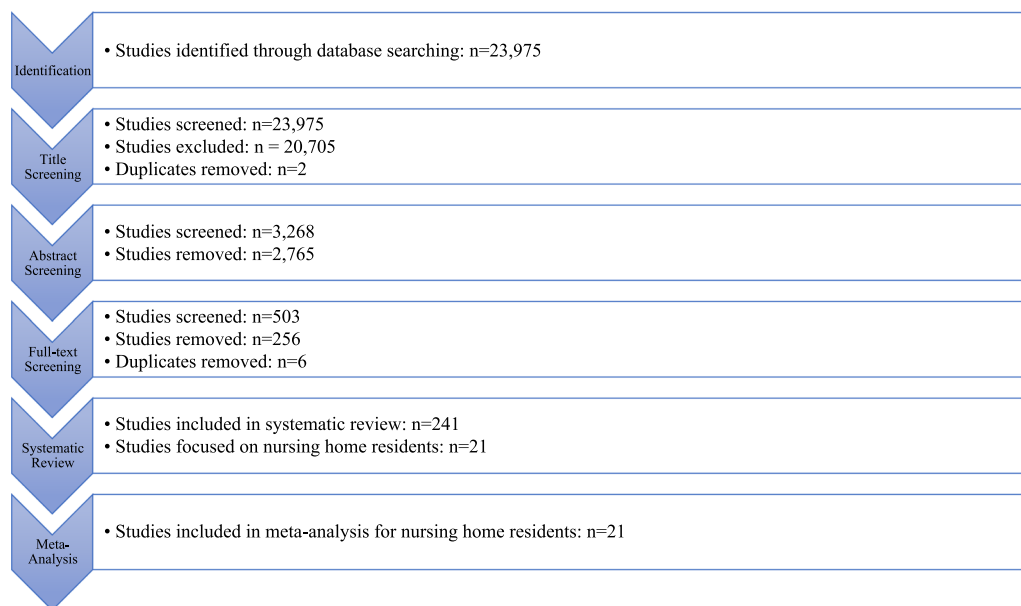 Identification
• Studies identified through database searching: n=23,975
Title
Screening
• Studies screened: n=23,975
• Studies excluded: n = 20,705
• Duplicates removed: n=2
Abstract
Screening
• Studies screened: n=3,268
• Studies removed: n=2,765
Full-text
Screening
• Studies screened: n=503
• Studies removed: n=256
• Duplicates removed: n=6
Systematic
Review
• Studies included in systematic review: n=241
• Studies focused on nursing home residents: n=21
Meta-
Analysis
• Studies included in meta-analysis for nursing home residents: n=21